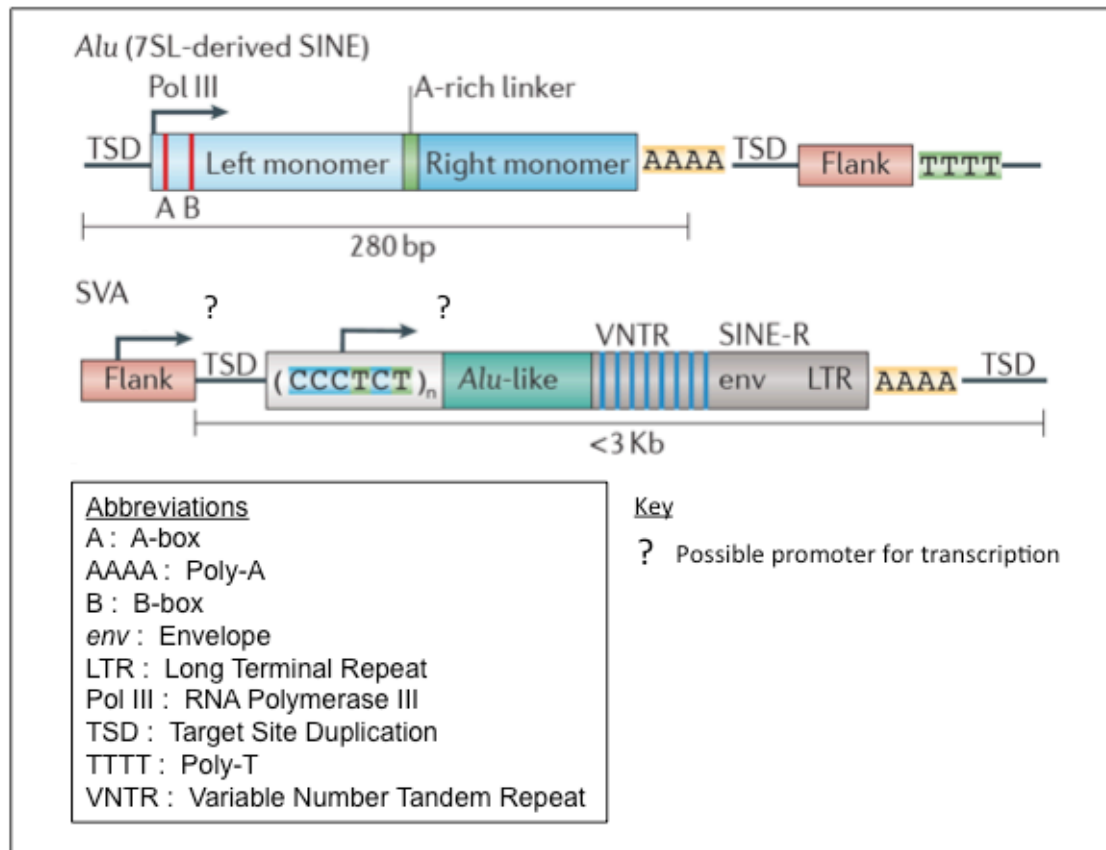 Alu (7SL-derived SINE)
Pol III A-rich linker
TSD Left monomer Right monomer AAAA TSD Flank TTTT
A B
280 bp
SVA
? ?
VNTR SINE-R
Flank TSD (CCCTCT)n Alu-like env LTR AAAA TSD
<3 Kb
Abbreviations
A : A-box
AAAA : Poly-A
B : B-box
env : Envelope
LTR : Long Terminal Repeat
Pol III : RNA Polymerase III
TSD : Target Site Duplication
TTTT : Poly-T
VNTR : Variable Number Tandem Repeat
Key
? Possible promoter for transcription